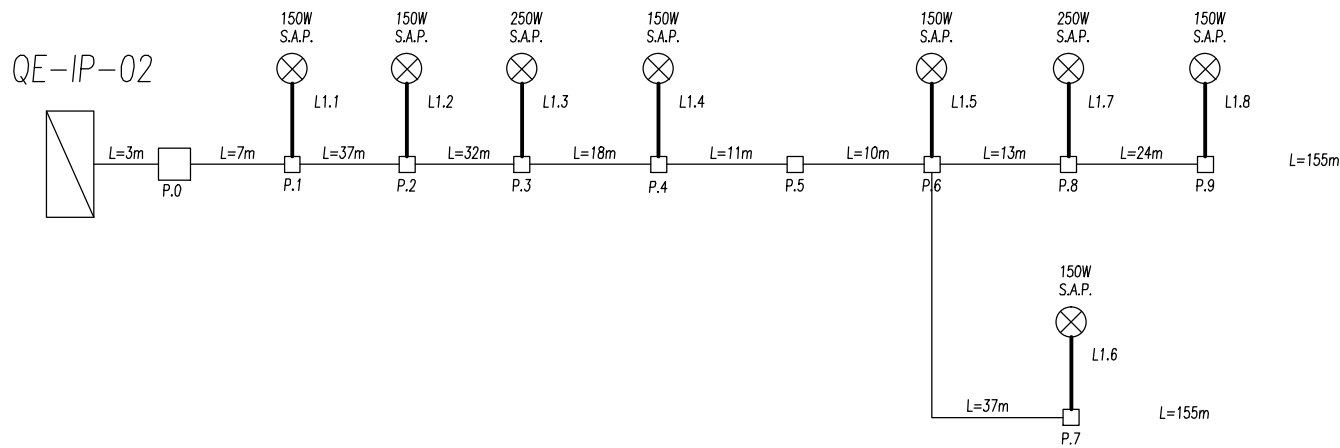 150W
S.A.P.
150W
S.A.P.
250W
S.A.P.
150W
S.A.P.
150W
S.A.P.
250W
S.A.P.
150W
S.A.P.
QE-IP-02
L1.1
L1.2
L1.3
L1.4
L1.5
L1.7
L1.8
L=3m
L=7m
L=37m
L=32m
L=18m
L=11m
L=10m
L=13m
L=24m
L=155m
P.0
P.1
P.2
P.3
P.4
P.5
P.6
P.8
P.9
150W
S.A.P.
L1.6
L=37m
L=155m
P.7